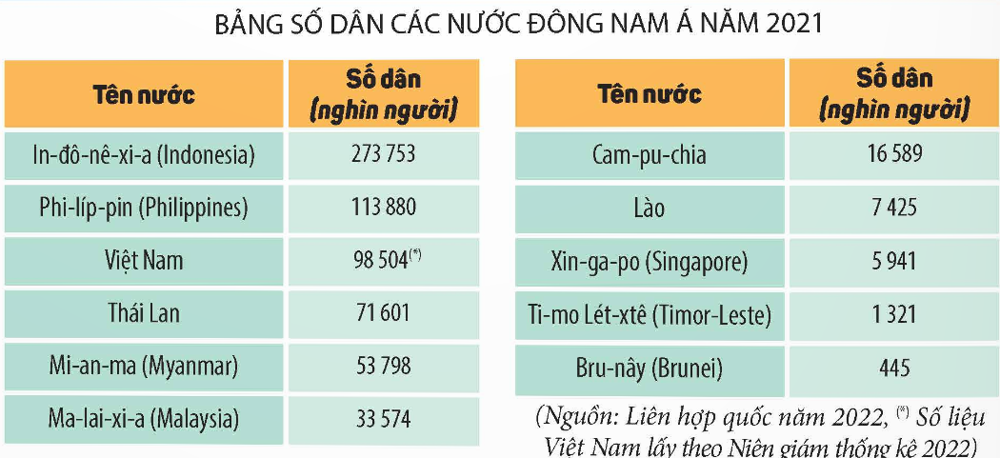 BẢNG SỐ DÂN CÁC NƯỚC ĐÔNG NAM Á NĂM 2021
Tên nước Số dân (nghìn người)
In-đô-nê-xi-a (Indonesia) 273 753
Phi-líp-pin (Philippines) 113 880
Việt Nam 98 504(*)
Thái Lan 71 601
Mi-an-ma (Myanmar) 53 798
Ma-lai-xi-a (Malaysia) 33 574
Tên nước Số dân (nghìn người)
Cam-pu-chia 16 589
Lào 7 425
Xin-ga-po (Singapore) 5 941
Ti-mo Lét-xtê (Timor-Leste) 1 321
Bru-nây (Brunei) 445
(Nguồn: Liên hợp quốc năm 2022, (*) Số liệu
Việt Nam lấy theo Niên giám thống kê 2022)